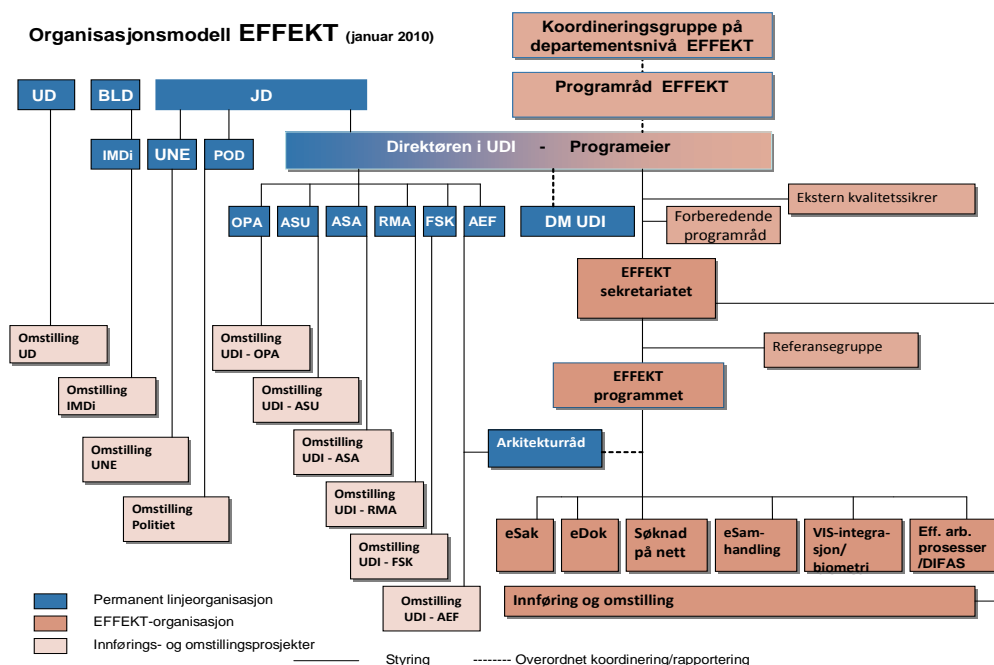 Organisasjonsmodell EFFEKT (januar 2010)
Koordineringsgruppe på
departementsnivå EFFEKT
UD
BLD
JD
Programråd EFFEKT
IMDi
UNE
POD
Direktøren i UDI - Programeier
Ekstern kvalitetssikrer
OPA
ASU
ASA
RMA
FSK
AEF
DM UDI
Forberedende
programråd
EFFEKT
sekretariatet
Omstilling
UD
Omstilling
UDI - OPA
Referansegruppe
EFFEKT
programmet
Omstilling
IMDi
Omstilling
UDI - ASU
Omstilling
UNE
Omstilling
UDI - ASA
Arkitekturråd
Omstilling
Politiet
Omstilling
UDI - RMA
eSak
eDok
Søknad
på nett
eSam-
handling
VIS-integra-
sjon/
biometri
Eff. arb.
prosesser
/DIFAS
Omstilling
UDI - FSK
Omstilling
UDI - AEF
Innføring og omstilling
Permanent linjeorganisasjon
EFFEKT-organisasjon
Innførings- og omstillingsprosjekter
Styring
Overordnet koordinering/rapportering